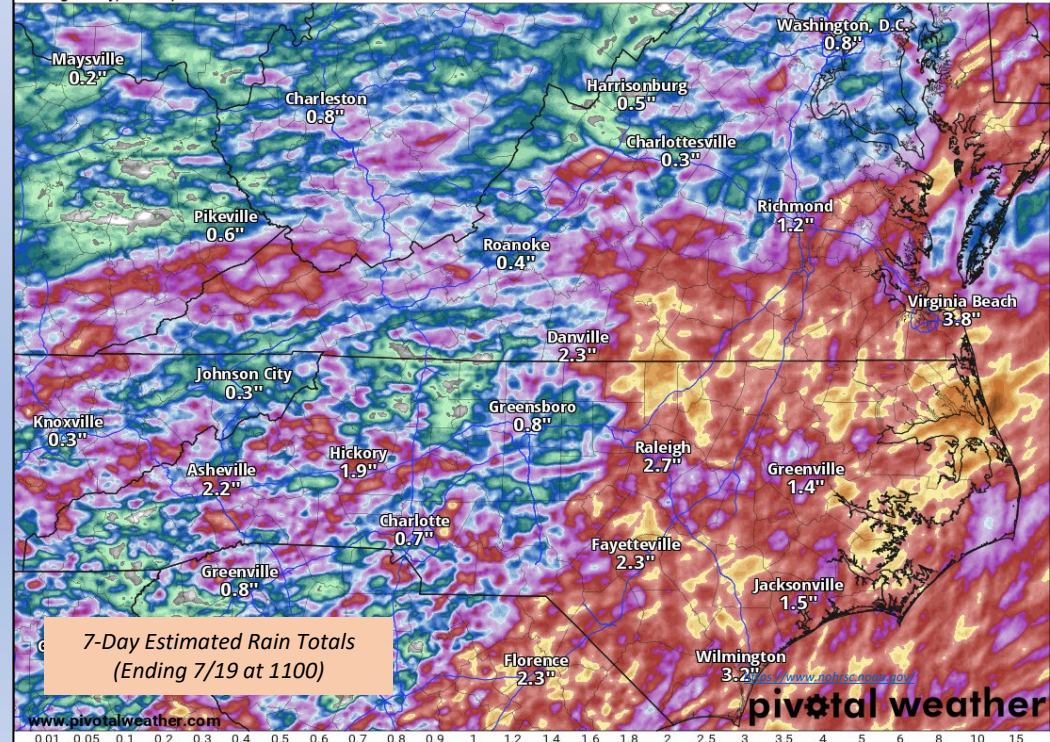 Washington, D.C.
0.8"
Maysville
0.2"
Harrisonburg
0.5"
Charleston
0.8"
Charlottesville
0.3"
Richmond
1.2"
Pikeville
0.6"
Roanoke
0.4"
Virginia Beach
3.8"
Danville
2.3"
Johnson City
0.3"
Greensboro
0.8"
Knoxville
0.3"
Hickory
1.9"
Raleigh
2.7"
Asheville
2.2"
Greenville
1.4"
Charlotte
0.7"
Fayetteville
2.3"
Greenville
0.8"
Jacksonville
1.5"
7-Day Estimated Rain Totals
(Ending 7/19 at 1100)
Florence
2.3"
Wilmington
3.2"
https://www.nohrsc.noaa.gov/
pivotal weather
www.pivotalweather.com
0.01 0.05 0.1 0.2 0.3 0.4 0.5 0.6 0.7 0.8 0.9 1 1.2 1.4 1.6 1.8 2 2.5 3 3.5 4 5 6 10 15